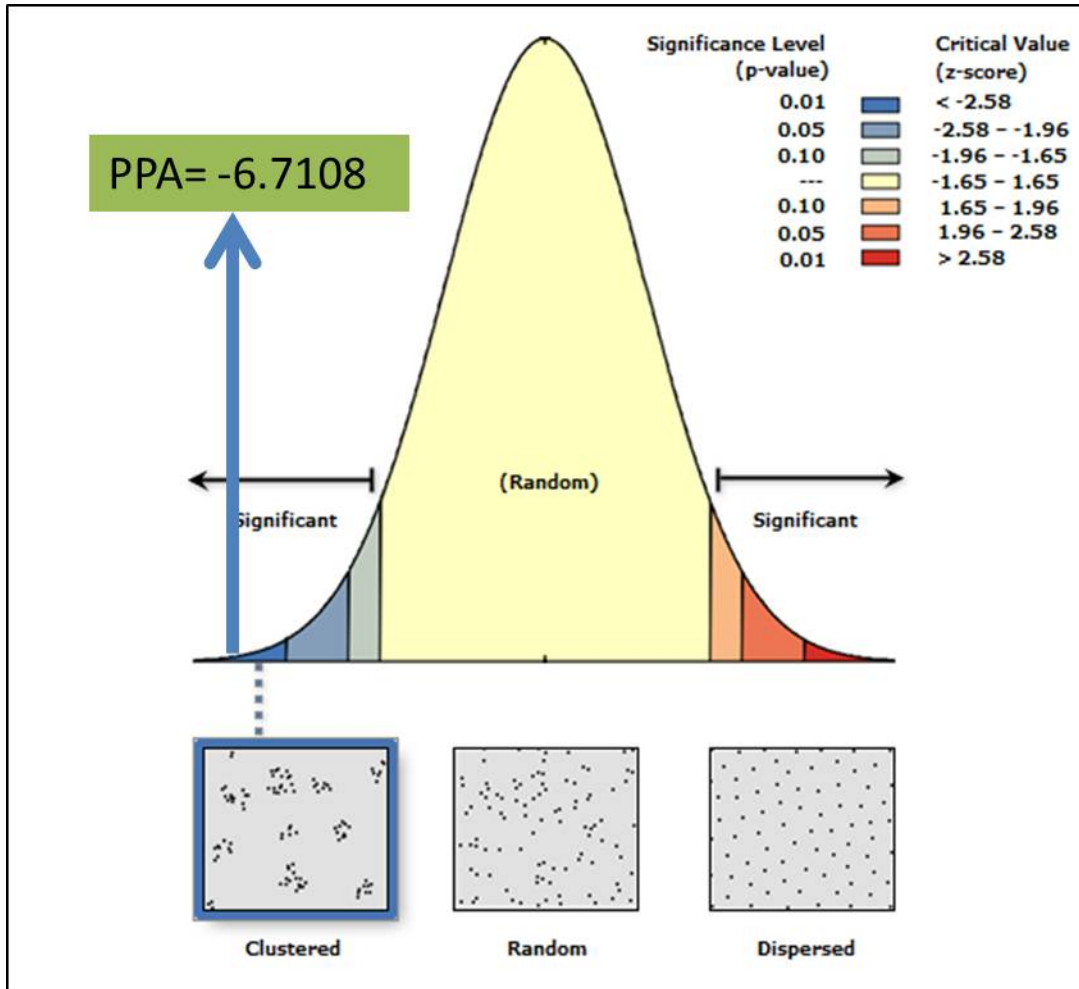 Significance Level (p-value) Critical Value (z-score)
0.01 < -2.58
0.05 -2.58 – -1.96
0.10 -1.96 – -1.65
--- -1.65 – 1.65
0.10 1.65 – 1.96
0.05 1.96 – 2.58
0.01 > 2.58
PPA= -6.7108
(Random)
Significant Significant
Clustered Random Dispersed